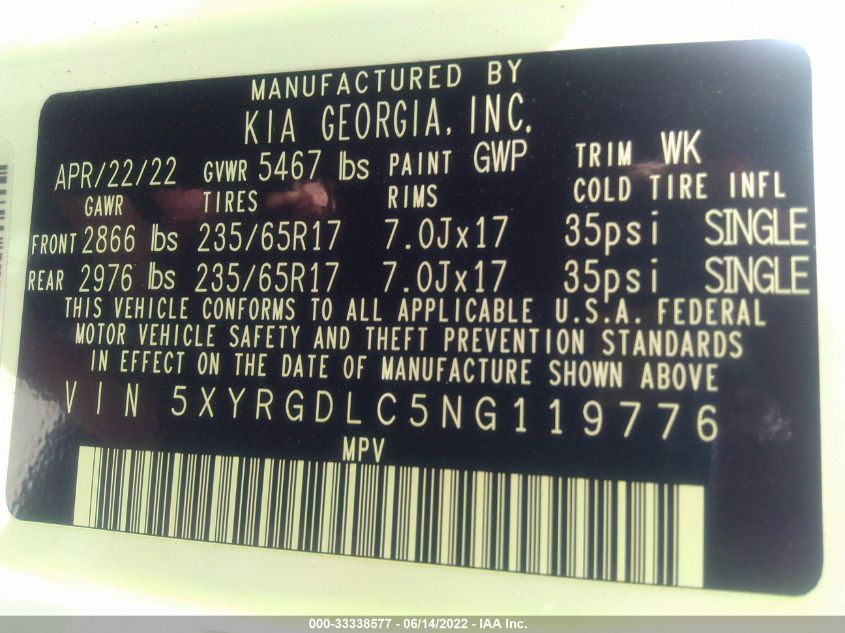 MANUFACTURED BY
KIA GEORGIA, INC.
APR/22/22 GVWR 5467 lbs PAINT GWP TRIM WK
GAWR TIRES RIMS COLD TIRE INFL
FRONT 2866 lbs 235/65R17 7.0Jx17 35psi SINGLE
REAR 2976 lbs 235/65R17 7.0Jx17 35psi SINGLE
THIS VEHICLE CONFORMS TO ALL APPLICABLE U.S.A. FEDERAL
MOTOR VEHICLE SAFETY AND THEFT PREVENTION STANDARDS
IN EFFECT ON THE DATE OF MANUFACTURE SHOWN ABOVE
VIN 5XYRGDLC5NG119776
MPV
000-33338577 - 06/14/2022 - IAA Inc.